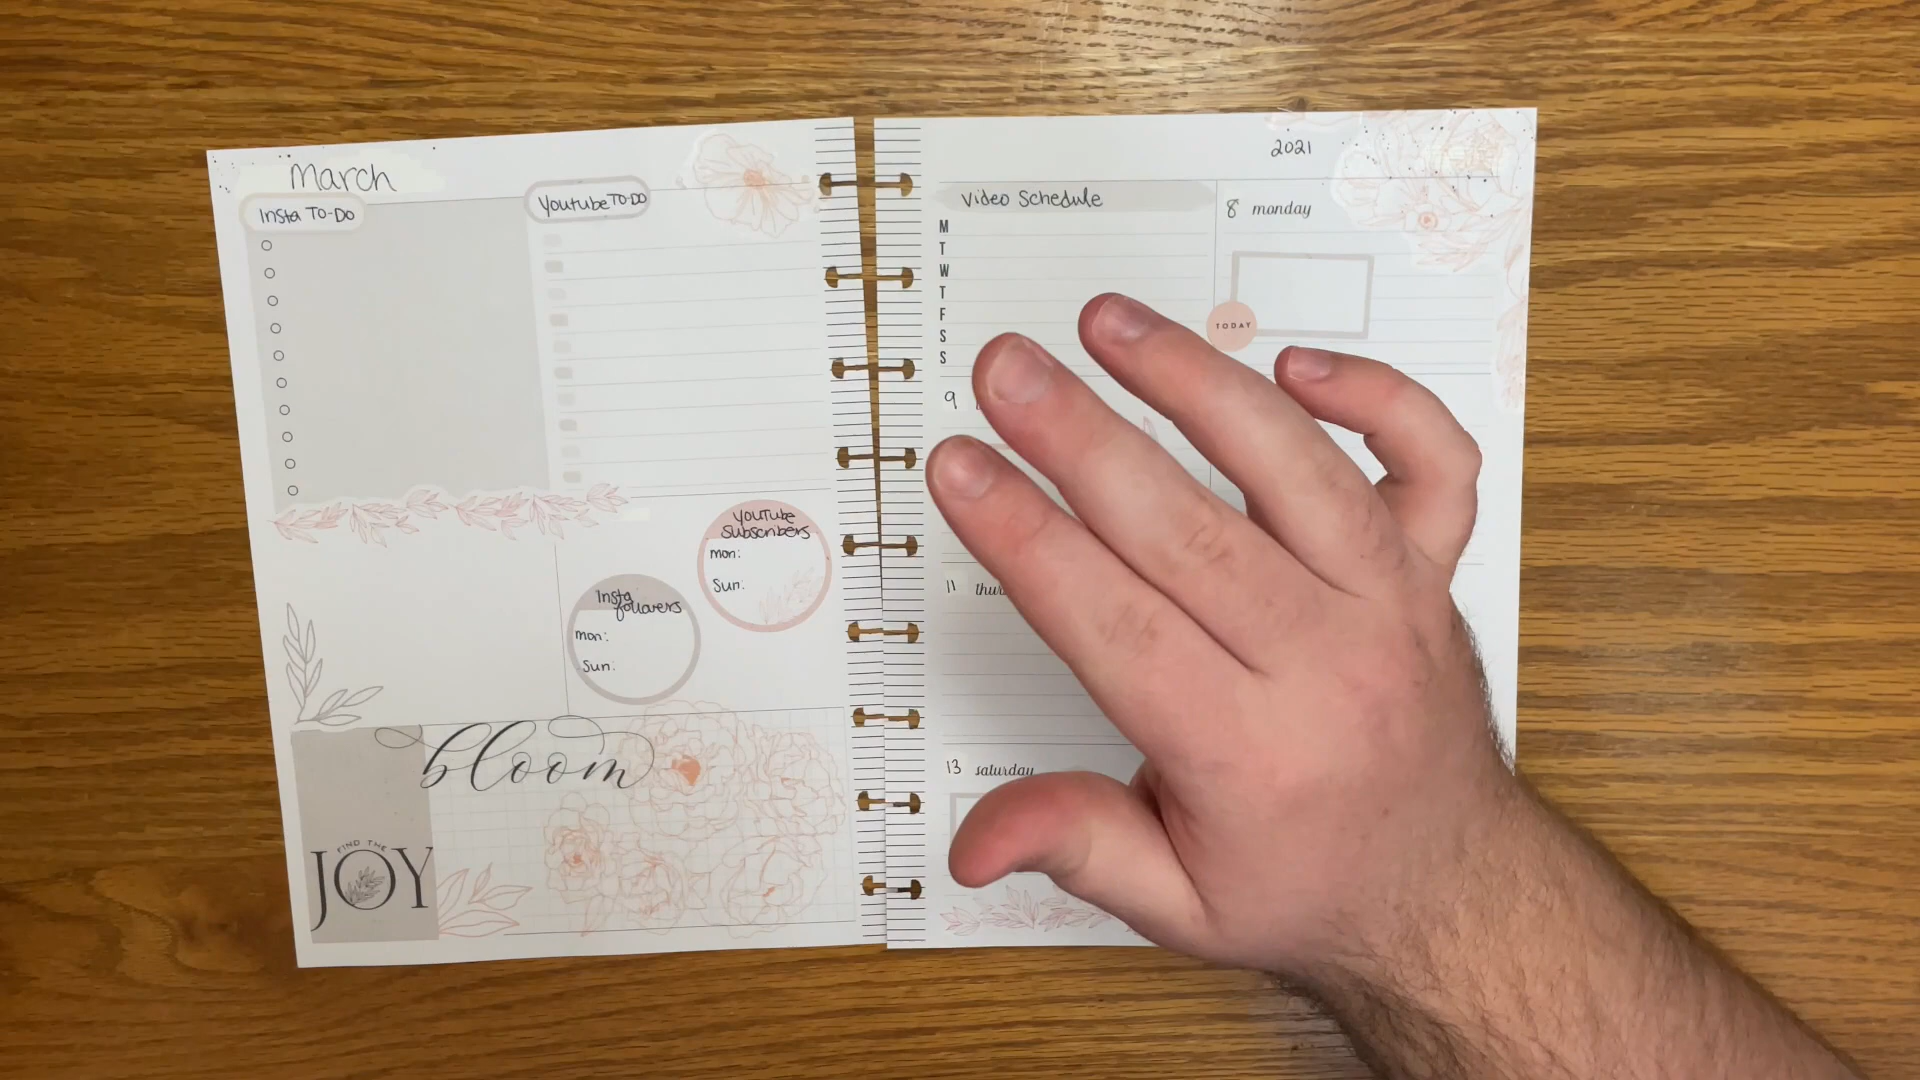 March
Insta TO-DO
Youtube TO-DO
YOUTUBE
Subscribers
mon:
Sun:
Insta
followers
mon:
Sun:
bloom
FIND THE
JOY
2021
Video Schedule
M
T
W
T
F
S
S
8 monday
TODAY
9
11
13 saturday